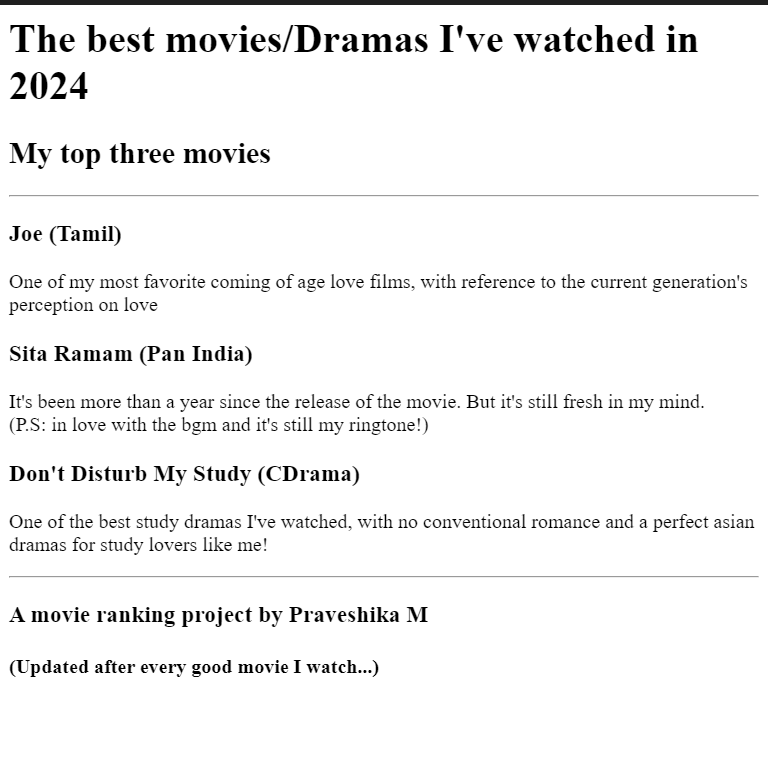 The best movies/Dramas I've watched in
2024
My top three movies
Joe (Tamil)
One of my most favorite coming of age love films, with reference to the current generation's
perception on love
Sita Ramam (Pan India)
It's been more than a year since the release of the movie. But it's still fresh in my mind.
(P.S: in love with the bgm and it's still my ringtone!)
Don't Disturb My Study (CDrama)
One of the best study dramas I've watched, with no conventional romance and a perfect asian
dramas for study lovers like me!
A movie ranking project by Praveshika M
(Updated after every good movie I watch...)